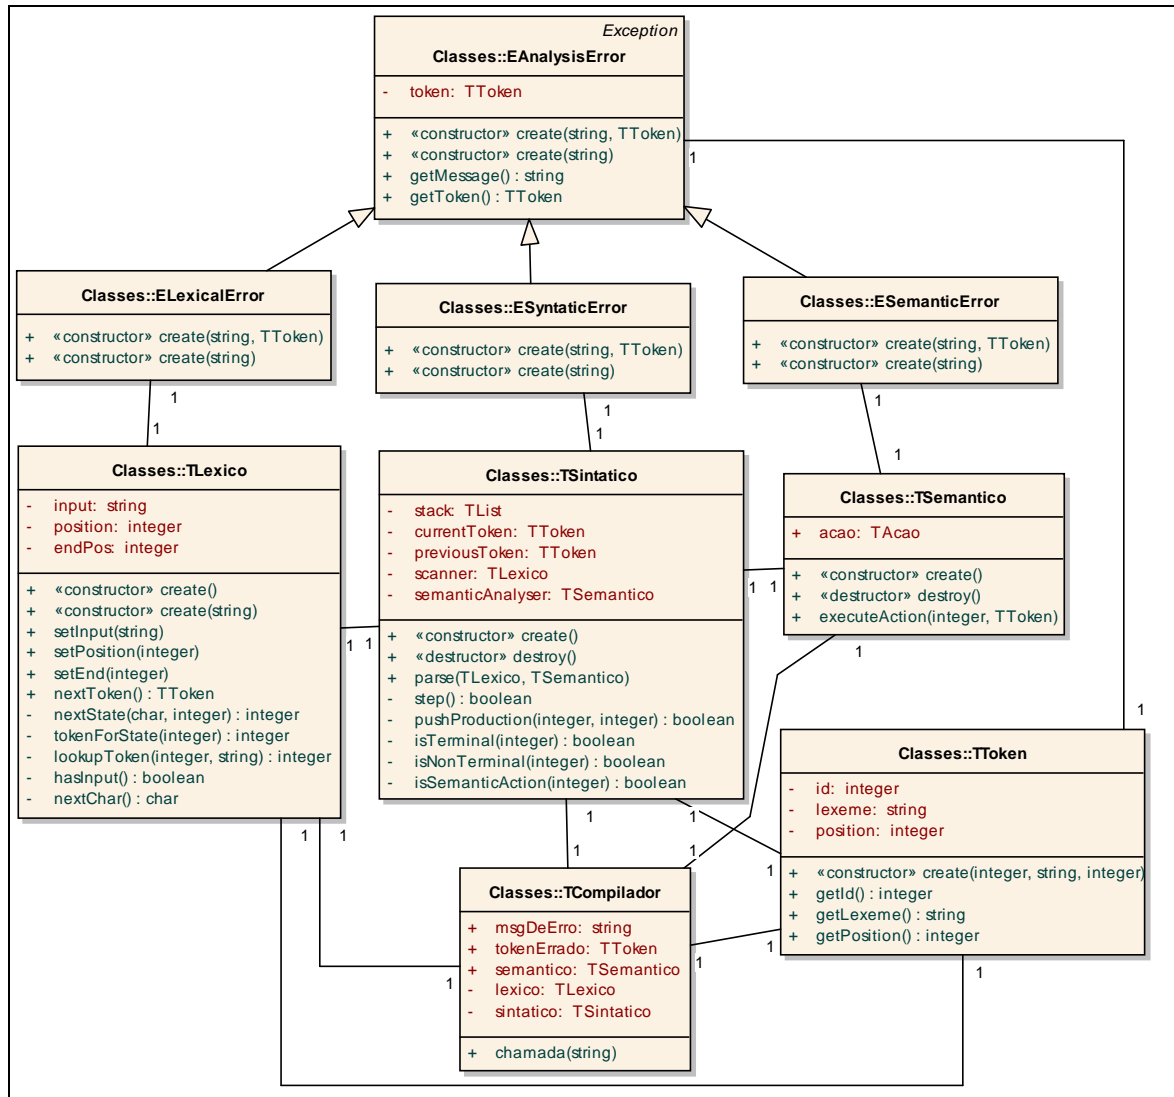 Exception
Classes::EAnalysisError
- token: TToken
+ «constructor» create(string, TToken)
+ «constructor» create(string)
+ getMessage() : string
+ getToken() : TToken
1
Classes::ELexicalError
+ «constructor» create(string, TToken)
+ «constructor» create(string)
1
Classes::ESyntaticError
+ «constructor» create(string, TToken)
+ «constructor» create(string)
1
Classes::ESemanticError
+ «constructor» create(string, TToken)
+ «constructor» create(string)
1
1
Classes::TLexico
- input: string
- position: integer
- endPos: integer
+ «constructor» create()
+ «constructor» create(string)
+ setInput(string)
+ setPosition(integer)
+ setEnd(integer)
+ nextToken() : TToken
- nextState(char, integer) : integer
- tokenForState(integer) : integer
- lookupToken(integer, string) : integer
- hasInput() : boolean
- nextChar() : char
1
1
1
1
1
Classes::TSintatico
- stack: TList
- currentToken: TToken
- previousToken: TToken
- scanner: TLexico
- semanticAnalyser: TSemantico
+ «constructor» create()
+ «destructor» destroy()
+ parse(TLexico, TSemantico)
- step() : boolean
- pushProduction(integer, integer) : boolean
- isTerminal(integer) : boolean
- isNonTerminal(integer) : boolean
- isSemanticAction(integer) : boolean
1
1
1
1
1
Classes::TSemantico
+ acao: TAcao
+ «constructor» create()
+ «destructor» destroy()
+ executeAction(integer, TToken)
1
1
Classes::TToken
- id: integer
- lexeme: string
- position: integer
+ «constructor» create(integer, string, integer)
+ getId() : integer
+ getLexeme() : string
+ getPosition() : integer
1
1
1
1
1
Classes::TCompilador
+ msgDeErro: string
+ tokenErrado: TToken
+ semantico: TSemantico
- lexico: TLexico
- sintatico: TSintatico
+ chamada(string)
1
1